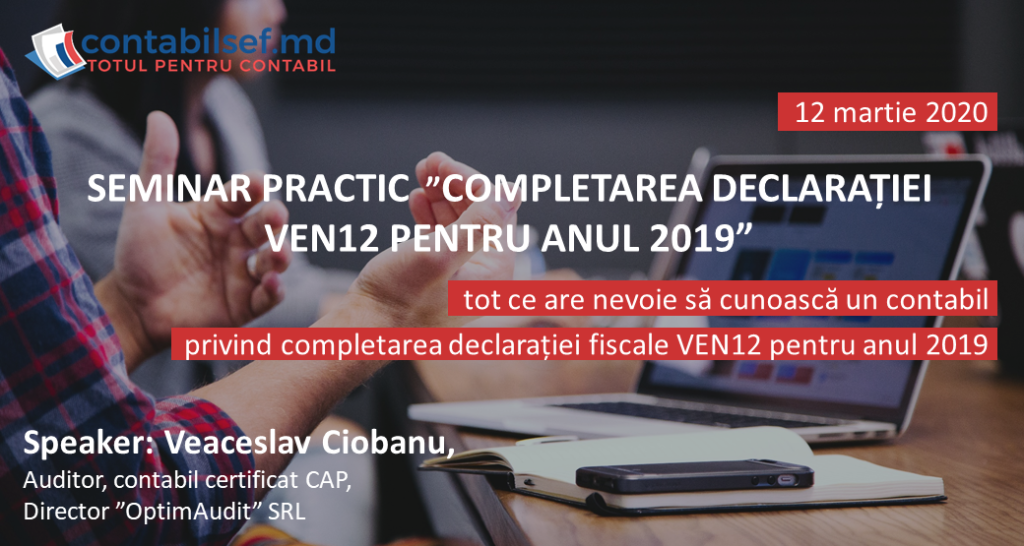 contabilsef.md
TOTUL PENTRU CONTABIL
12 martie 2020
SEMINAR PRACTIC ”COMPLETAREA DECLARAȚIEI
VEN12 PENTRU ANUL 2019”
tot ce are nevoie să cunoască un contabil
privind completarea declarației fiscale VEN12 pentru anul 2019
Speaker: Veaceslav Ciobanu,
Auditor, contabil certificat CAP,
Director ”OptimAudit” SRL